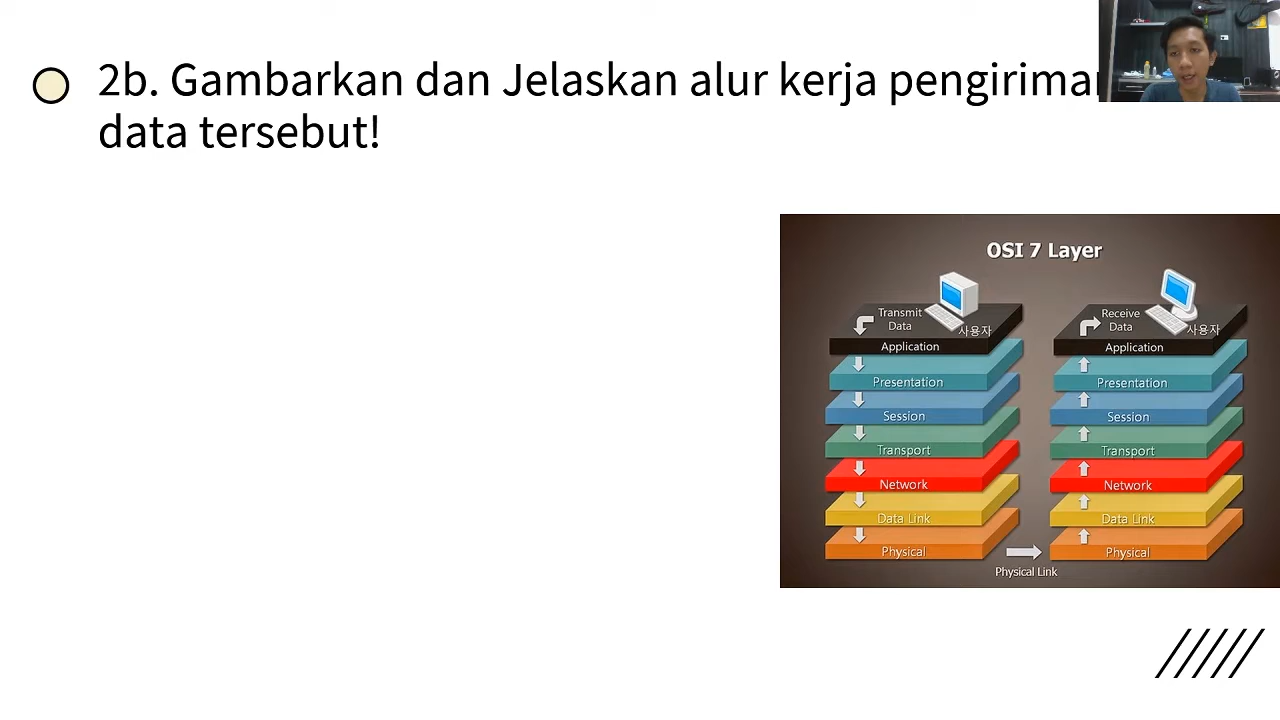 2b. Gambarkan dan Jelaskan alur kerja pengiriman
data tersebut!
OSI 7 Layer
Transmit
Data
사용자
Application
Presentation
Session
Transport
Network
Data Link
Physical
Receive
Data
사용자
Application
Presentation
Session
Transport
Network
Data Link
Physical
Physical Link